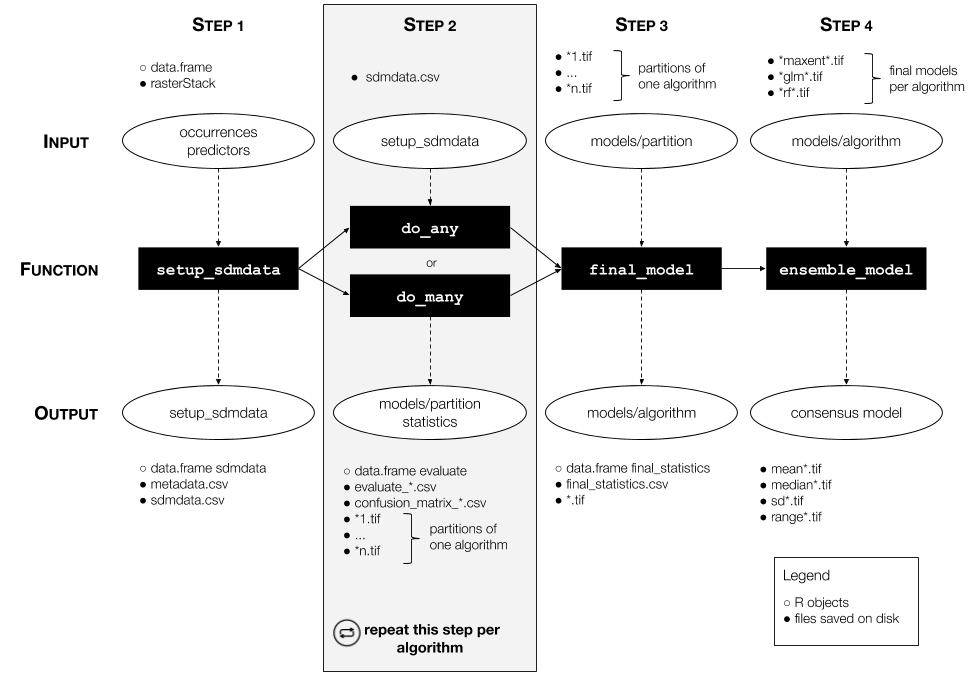 STEP 1
○ data.frame
● rasterStack
STEP 2
● sdmdata.csv
STEP 3
● *1.tif
● ...
● *n.tif
partitions of
one algorithm
STEP 4
● *maxent*.tif
● *glm*.tif
● *rf*.tif
final models
per algorithm
INPUT
occurrences
predictors
setup_sdmdata
models/partition
models/algorithm
FUNCTION
setup_sdmdata
do_any
or
do_many
final_model
ensemble_model
OUTPUT
setup_sdmdata
models/partition
statistics
models/algorithm
consensus model
○ data.frame sdmdata
● metadata.csv
● sdmdata.csv
○ data.frame evaluate
● evaluate_*.csv
● confusion_matrix_*.csv
● *1.tif
● ...
● *n.tif
partitions of
one algorithm
○ data.frame final_statistics
● final_statistics.csv
● *.tif
● mean*.tif
● median*.tif
● sd*.tif
● range*.tif
repeat this step per
algorithm
Legend
○ R objects
● files saved on disk